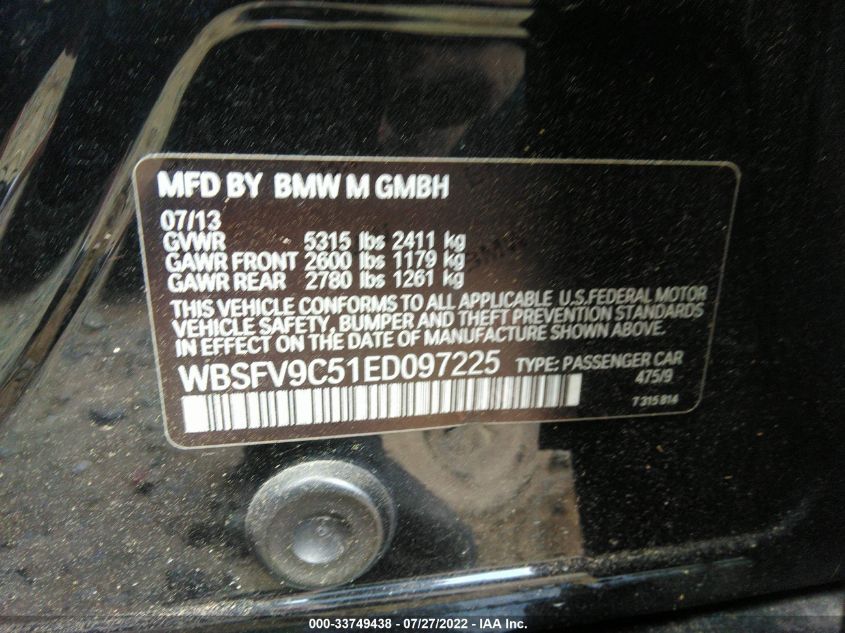 MFD BY BMW M GMBH
07/13
GVWR 5315 lbs 2411 kg
GAWR FRONT 2600 lbs 1179 kg
GAWR REAR 2780 lbs 1261 kg
THIS VEHICLE CONFORMS TO ALL APPLICABLE U.S.FEDERAL MOTOR
VEHICLE SAFETY, BUMPER AND THEFT PREVENTION STANDARDS
IN EFFECT ON THE DATE OF MANUFACTURE SHOWN ABOVE.
WBSFV9C51ED097225 TYPE: PASSENGER CAR
475/9
7 315 814
000-33749438 - 07/27/2022 - IAA Inc.